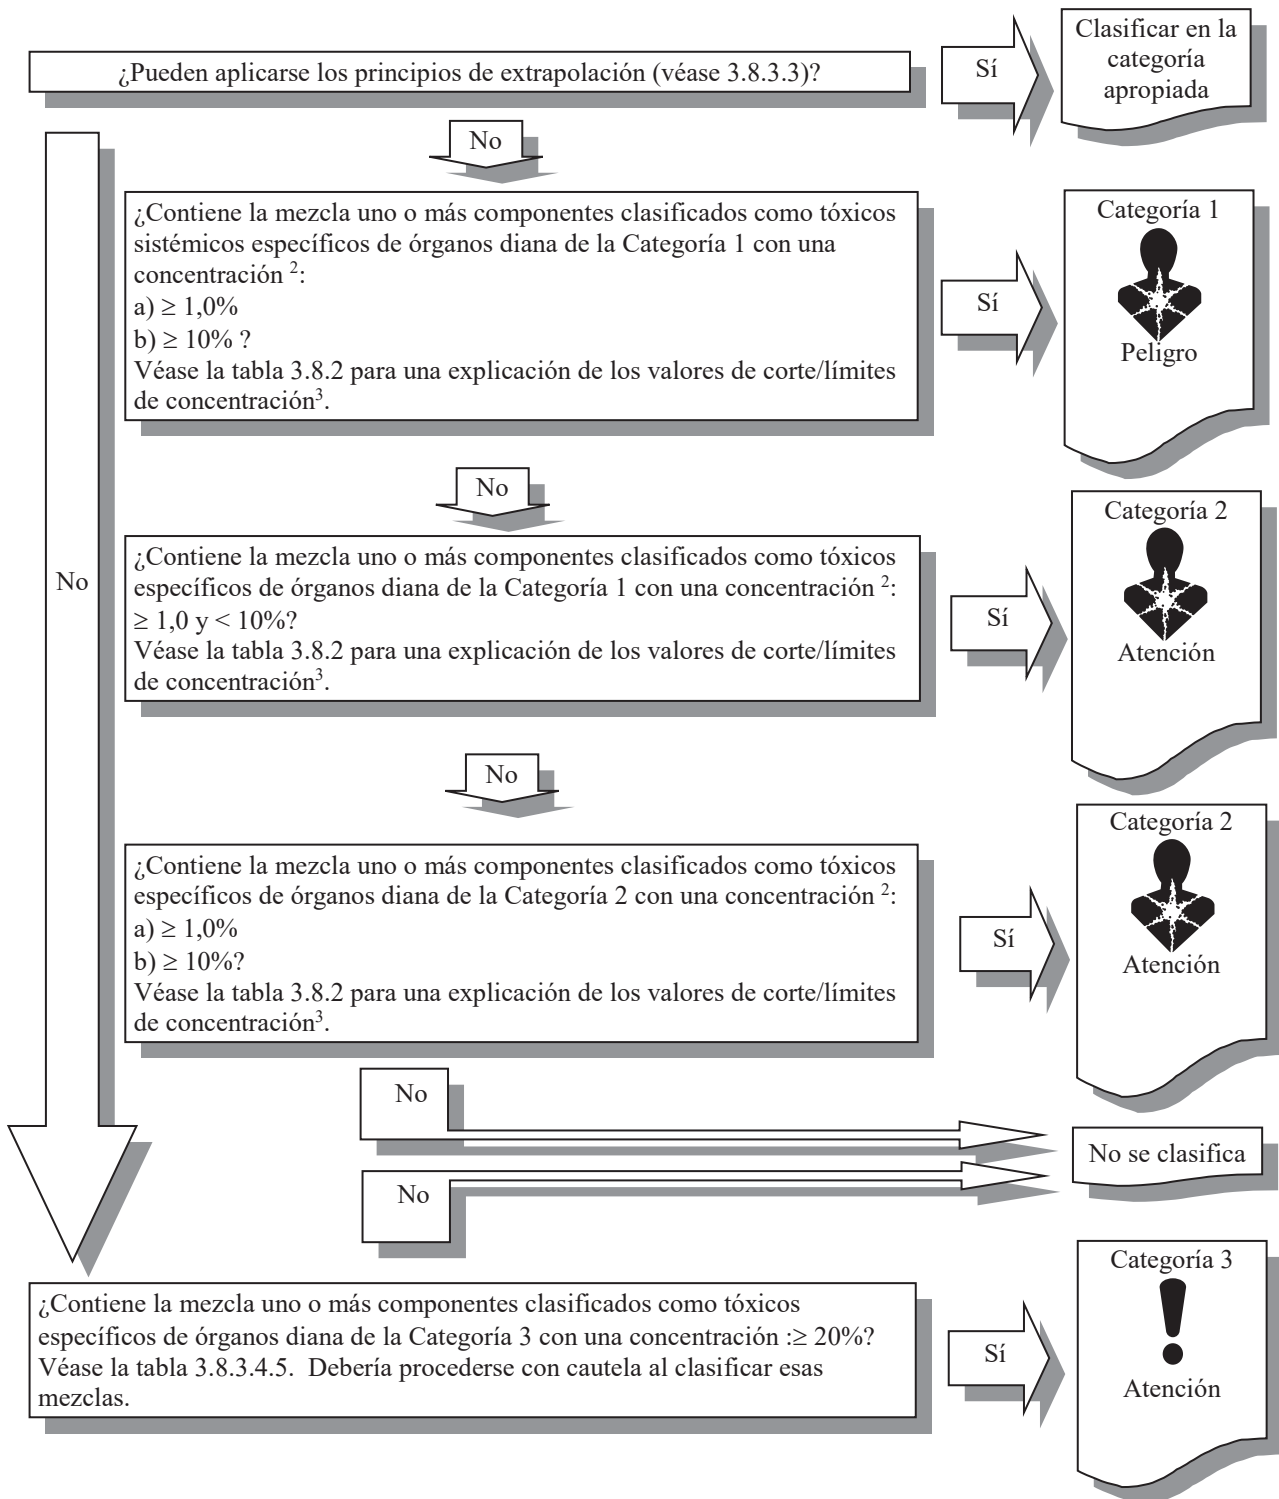 ¿Pueden aplicarse los principios de extrapolación (véase 3.8.3.3)?
Sí
Clasificar en la
categoría
apropiada
No
¿Contiene la mezcla uno o más componentes clasificados como tóxicos
sistémicos específicos de órganos diana de la Categoría 1 con una
concentración ²:
a) ≥ 1,0%
b) ≥ 10% ?
Véase la tabla 3.8.2 para una explicación de los valores de corte/límites
de concentración³.
Sí
Categoría 1
Peligro
No
No
¿Contiene la mezcla uno o más componentes clasificados como tóxicos
específicos de órganos diana de la Categoría 1 con una concentración ²:
≥ 1,0 y < 10%?
Véase la tabla 3.8.2 para una explicación de los valores de corte/límites
de concentración³.
Sí
Categoría 2
Atención
No
¿Contiene la mezcla uno o más componentes clasificados como tóxicos
específicos de órganos diana de la Categoría 2 con una concentración ²:
a) ≥ 1,0%
b) ≥ 10%?
Véase la tabla 3.8.2 para una explicación de los valores de corte/límites
de concentración³.
Sí
Categoría 2
Atención
No
No se clasifica
No
¿Contiene la mezcla uno o más componentes clasificados como tóxicos
específicos de órganos diana de la Categoría 3 con una concentración :≥ 20%?
Véase la tabla 3.8.3.4.5. Debería procederse con cautela al clasificar esas
mezclas.
Sí
Categoría 3
Atención